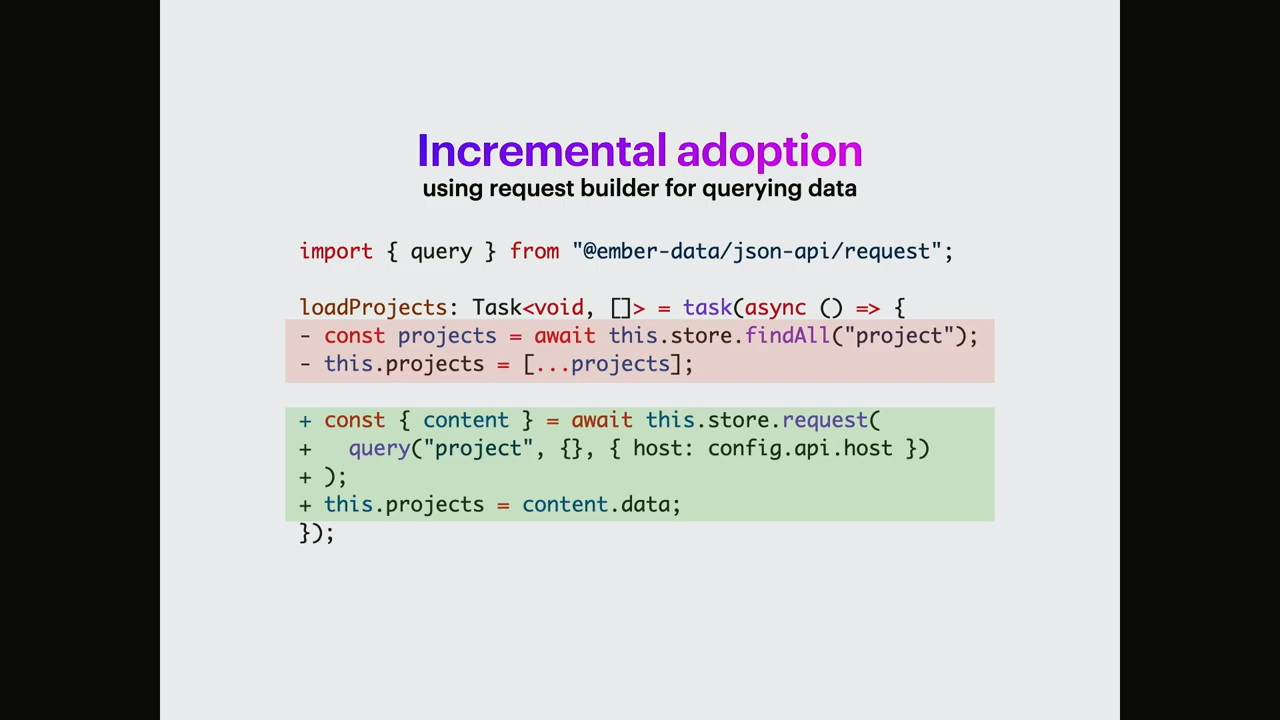 Incremental adoption
using request builder for querying data
import { query } from "@ember-data/json-api/request";
loadProjects: Task<void, []> = task(async () => {
- const projects = await this.store.findAll("project");
- this.projects = [...projects];
+ const { content } = await this.store.request(
+   query("project", {}, { host: config.api.host })
+ );
+ this.projects = content.data;
});